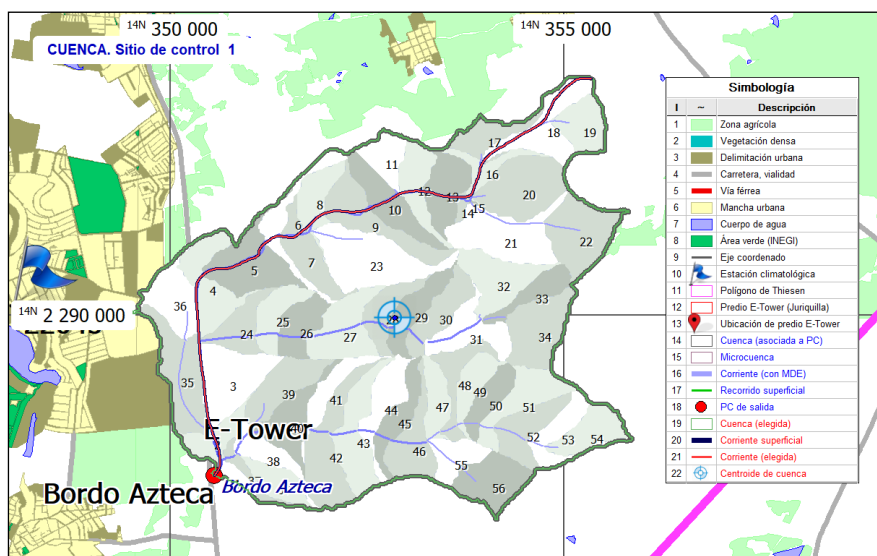 14N 350 000
14N 355 000
CUENCA. Sitio de control 1
14N 2 290 000
Simbología
I ~ Descripción
1 Zona agrícola
2 Vegetación densa
3 Delimitación urbana
4 Carretera, vialidad
5 Vía férrea
6 Mancha urbana
7 Cuerpo de agua
8 Área verde (INEGI)
9 Eje coordenado
10 Estación climatológica
11 Polígono de Thiesen
12 Predio E-Tower (Juriquilla)
13 Ubicación de predio E-Tower
14 Cuenca (asociada a PC)
15 Microcuenca
16 Corriente (con MDE)
17 Recorrido superficial
18 PC de salida
19 Cuenca (elegida)
20 Corriente superficial
21 Corriente (elegida)
22 Centroide de cuenca
17 18 19
11 16
12 13 20
8 10 14 15
6 9 21 22
5 7 23
4 32 33
36 25 29 30
24 26 27 31 34
35 3 39 41 48 49
44 47 50 51
40 45 52 53 54
E-Tower
43 46
38 42 55
37 56
Bordo Azteca
Bordo Azteca